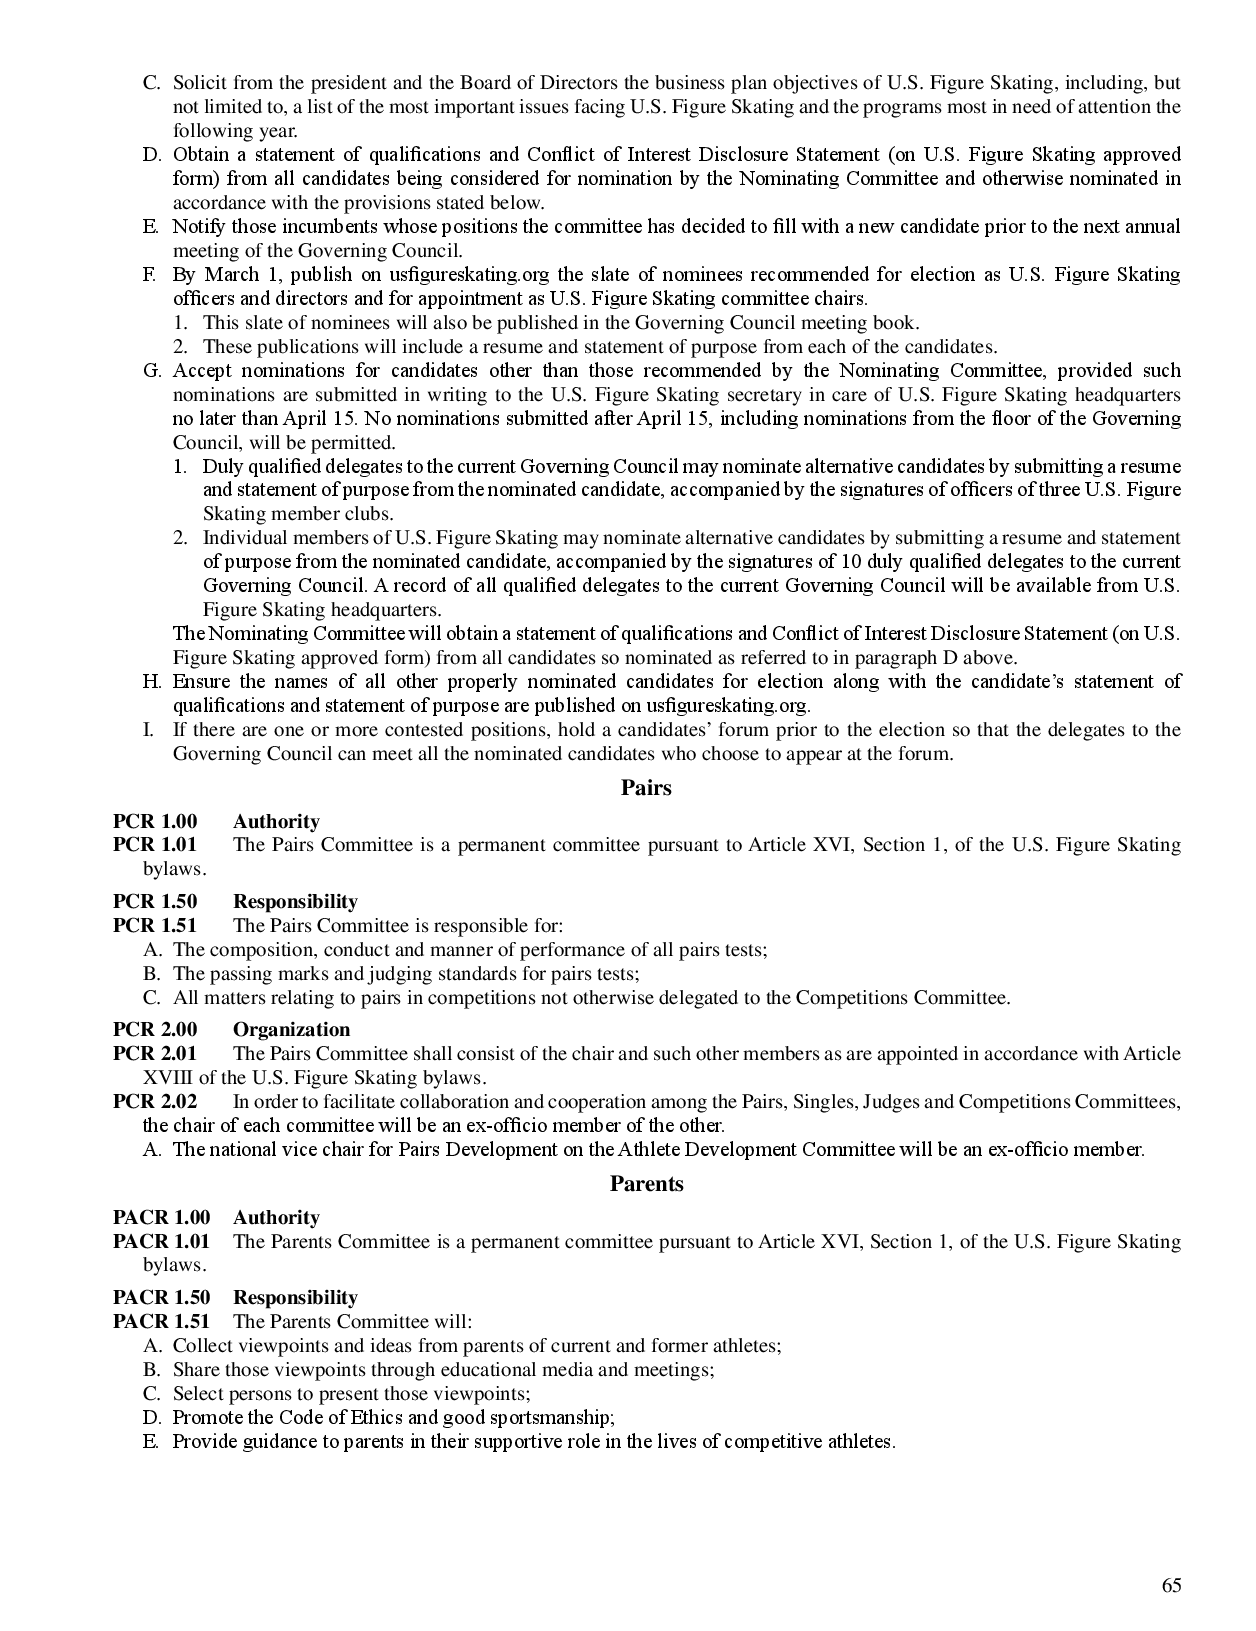 C. Solicit from the president and the Board of Directors the business plan objectives of U.S. Figure Skating, including, but
not limited to, a list of the most important issues facing U.S. Figure Skating and the programs most in need of attention the
following year.
D. Obtain a statement of qualifications and Conflict of Interest Disclosure Statement (on U.S. Figure Skating approved
form) from all candidates being considered for nomination by the Nominating Committee and otherwise nominated in
accordance with the provisions stated below.
E. Notify those incumbents whose positions the committee has decided to fill with a new candidate prior to the next annual
meeting of the Governing Council.
F. By March 1, publish on usfigureskating.org the slate of nominees recommended for election as U.S. Figure Skating
officers and directors and for appointment as U.S. Figure Skating committee chairs.
1. This slate of nominees will also be published in the Governing Council meeting book.
2. These publications will include a resume and statement of purpose from each of the candidates.
G. Accept nominations for candidates other than those recommended by the Nominating Committee, provided such
nominations are submitted in writing to the U.S. Figure Skating secretary in care of U.S. Figure Skating headquarters
no later than April 15. No nominations submitted after April 15, including nominations from the floor of the Governing
Council, will be permitted.
1. Duly qualified delegates to the current Governing Council may nominate alternative candidates by submitting a resume
and statement of purpose from the nominated candidate, accompanied by the signatures of officers of three U.S. Figure
Skating member clubs.
2. Individual members of U.S. Figure Skating may nominate alternative candidates by submitting a resume and statement
of purpose from the nominated candidate, accompanied by the signatures of 10 duly qualified delegates to the current
Governing Council. A record of all qualified delegates to the current Governing Council will be available from U.S.
Figure Skating headquarters.
The Nominating Committee will obtain a statement of qualifications and Conflict of Interest Disclosure Statement (on U.S.
Figure Skating approved form) from all candidates so nominated as referred to in paragraph D above.
H. Ensure the names of all other properly nominated candidates for election along with the candidate’s statement of
qualifications and statement of purpose are published on usfigureskating.org.
I. If there are one or more contested positions, hold a candidates’ forum prior to the election so that the delegates to the
Governing Council can meet all the nominated candidates who choose to appear at the forum.
Pairs
PCR 1.00 Authority
PCR 1.01 The Pairs Committee is a permanent committee pursuant to Article XVI, Section 1, of the U.S. Figure Skating
bylaws.
PCR 1.50 Responsibility
PCR 1.51 The Pairs Committee is responsible for:
A. The composition, conduct and manner of performance of all pairs tests;
B. The passing marks and judging standards for pairs tests;
C. All matters relating to pairs in competitions not otherwise delegated to the Competitions Committee.
PCR 2.00 Organization
PCR 2.01 The Pairs Committee shall consist of the chair and such other members as are appointed in accordance with Article
XVIII of the U.S. Figure Skating bylaws.
PCR 2.02 In order to facilitate collaboration and cooperation among the Pairs, Singles, Judges and Competitions Committees,
the chair of each committee will be an ex-officio member of the other.
A. The national vice chair for Pairs Development on the Athlete Development Committee will be an ex-officio member.
Parents
PACR 1.00 Authority
PACR 1.01 The Parents Committee is a permanent committee pursuant to Article XVI, Section 1, of the U.S. Figure Skating
bylaws.
PACR 1.50 Responsibility
PACR 1.51 The Parents Committee will:
A. Collect viewpoints and ideas from parents of current and former athletes;
B. Share those viewpoints through educational media and meetings;
C. Select persons to present those viewpoints;
D. Promote the Code of Ethics and good sportsmanship;
E. Provide guidance to parents in their supportive role in the lives of competitive athletes.
65